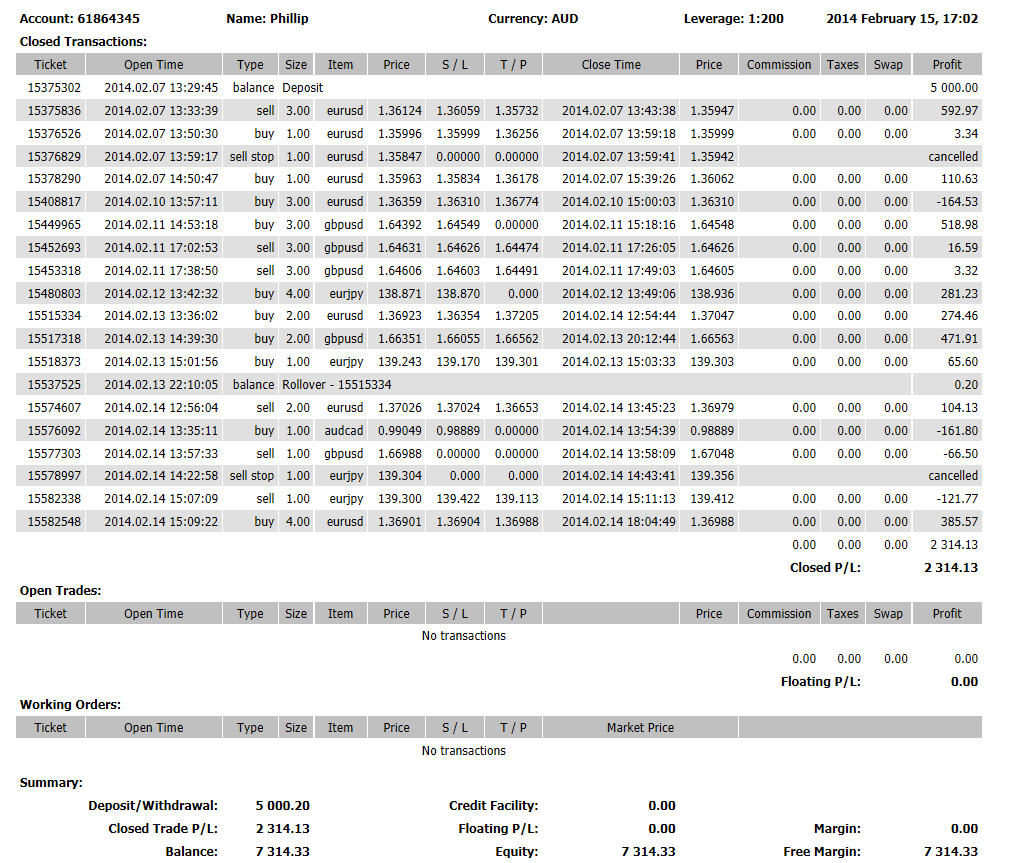 Account: 61864345 Name: Phillip Currency: AUD Leverage: 1:200 2014 February 15, 17:02
Closed Transactions:
Ticket Open Time Type Size Item Price S / L T / P Close Time Price Commission Taxes Swap Profit
15375302 2014.02.07 13:29:45 balance Deposit 5 000.00
15375836 2014.02.07 13:33:39 sell 3.00 eurusd 1.36124 1.36059 1.35732 2014.02.07 13:43:38 1.35947 0.00 0.00 0.00 592.97
15376526 2014.02.07 13:50:30 buy 1.00 eurusd 1.35996 1.35999 1.36256 2014.02.07 13:59:18 1.35999 0.00 0.00 0.00 3.34
15376829 2014.02.07 13:59:17 sell stop 1.00 eurusd 1.35847 0.00000 0.00000 2014.02.07 13:59:41 1.35942 cancelled
15378290 2014.02.07 14:50:47 buy 1.00 eurusd 1.35963 1.35834 1.36178 2014.02.07 15:39:26 1.36062 0.00 0.00 0.00 110.63
15408817 2014.02.10 13:57:11 buy 3.00 eurusd 1.36359 1.36310 1.36774 2014.02.10 15:00:03 1.36310 0.00 0.00 0.00 -164.53
15449965 2014.02.11 14:53:18 buy 3.00 gbpusd 1.64392 1.64549 0.00000 2014.02.11 15:18:16 1.64548 0.00 0.00 0.00 518.98
15452693 2014.02.11 17:02:53 sell 3.00 gbpusd 1.64631 1.64626 1.64474 2014.02.11 17:26:05 1.64626 0.00 0.00 0.00 16.59
15453318 2014.02.11 17:38:50 sell 3.00 gbpusd 1.64606 1.64603 1.64491 2014.02.11 17:49:03 1.64605 0.00 0.00 0.00 3.32
15480803 2014.02.12 13:42:32 buy 4.00 eurjpy 138.871 138.870 0.000 2014.02.12 13:49:06 138.936 0.00 0.00 0.00 281.23
15515334 2014.02.13 13:36:02 buy 2.00 eurusd 1.36923 1.36354 1.37205 2014.02.14 12:54:44 1.37047 0.00 0.00 0.00 274.46
15517318 2014.02.13 14:39:30 buy 2.00 gbpusd 1.66351 1.66055 1.66562 2014.02.13 20:12:44 1.66563 0.00 0.00 0.00 471.91
15518373 2014.02.13 15:01:56 buy 1.00 eurjpy 139.243 139.170 139.301 2014.02.13 15:03:33 139.303 0.00 0.00 0.00 65.60
15537525 2014.02.13 22:10:05 balance Rollover - 15515334 0.20
15574607 2014.02.14 12:56:04 sell 2.00 eurusd 1.37026 1.37024 1.36653 2014.02.14 13:45:23 1.36979 0.00 0.00 0.00 104.13
15576092 2014.02.14 13:35:11 buy 1.00 audcad 0.99049 0.98889 0.00000 2014.02.14 13:54:39 0.98889 0.00 0.00 0.00 -161.80
15577303 2014.02.14 13:57:33 sell 1.00 gbpusd 1.66988 0.00000 0.00000 2014.02.14 13:58:09 1.67048 0.00 0.00 0.00 -66.50
15578997 2014.02.14 14:22:58 sell stop 1.00 eurjpy 139.304 0.000 0.000 2014.02.14 14:43:41 139.356 cancelled
15582338 2014.02.14 15:07:09 sell 1.00 eurjpy 139.300 139.422 139.113 2014.02.14 15:11:13 139.412 0.00 0.00 0.00 -121.77
15582548 2014.02.14 15:09:22 buy 4.00 eurusd 1.36901 1.36904 1.36988 2014.02.14 18:04:49 1.36988 0.00 0.00 0.00 385.57
0.00 0.00 0.00 2 314.13
Closed P/L: 2 314.13
Open Trades:
Ticket Open Time Type Size Item Price S / L T / P Price Commission Taxes Swap Profit
No transactions
0.00 0.00 0.00 0.00
Floating P/L: 0.00
Working Orders:
Ticket Open Time Type Size Item Price S / L T / P Market Price
No transactions
Summary:
Deposit/Withdrawal: 5 000.20 Credit Facility: 0.00
Closed Trade P/L: 2 314.13 Floating P/L: 0.00 Margin: 0.00
Balance: 7 314.33 Equity: 7 314.33 Free Margin: 7 314.33